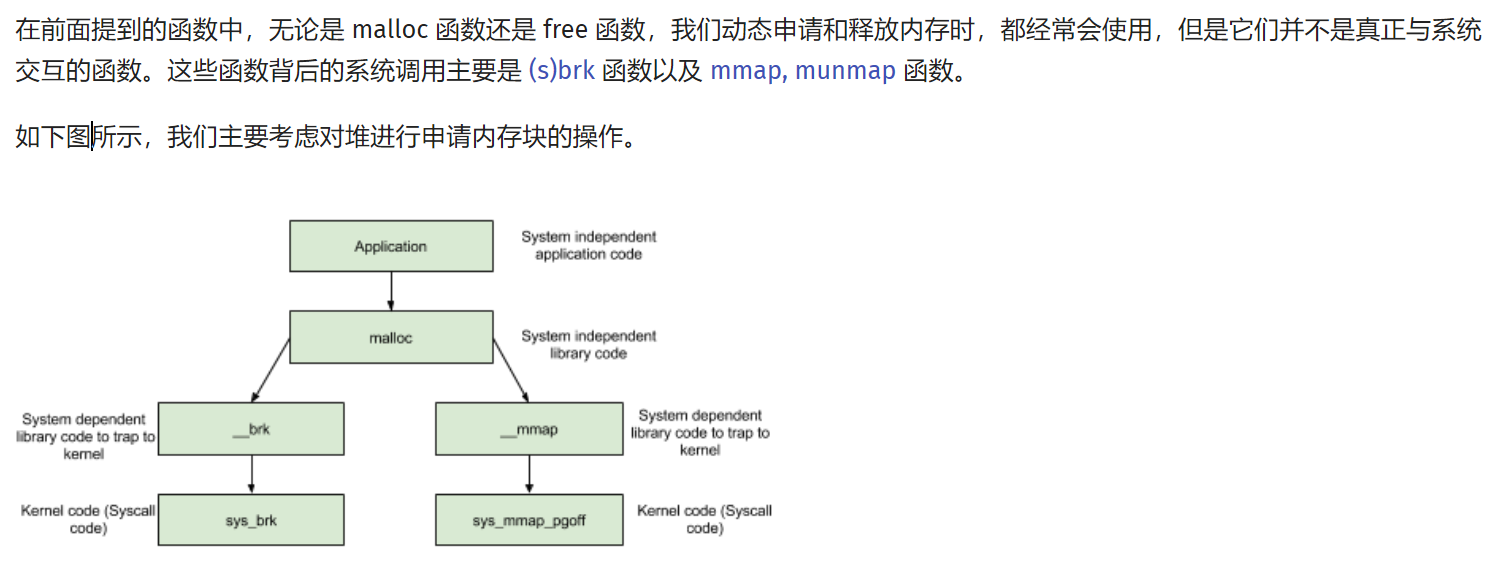 在前面提到的函数中，无论是 malloc 函数还是 free 函数，我们动态申请和释放内存时，都经常会使用，但是它们并不是真正与系统
交互的函数。这些函数背后的系统调用主要是 (s)brk 函数以及 mmap, munmap 函数。
如下图所示，我们主要考虑对堆进行申请内存块的操作。
Application
System independent
application code
malloc
System independent
library code
System dependent
library code to trap to
kernel
__brk
__mmap
System dependent
library code to trap to
kernel
Kernel code (Syscall
code)
sys_brk
sys_mmap_pgoff
Kernel code (Syscall
code)